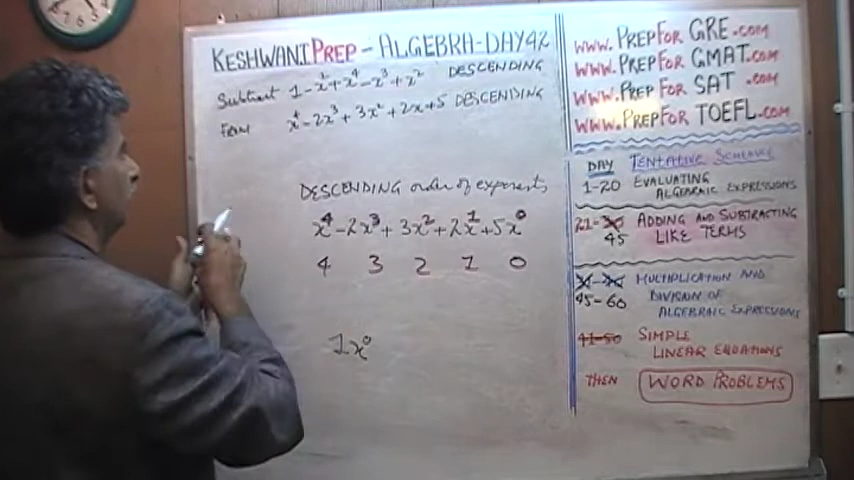 KESHWANI PREP - ALGEBRA - DAY 42
Subtract 1 - x² + x⁴ - x³ + x² DESCENDING
From x⁴ - 2x³ + 3x² + 2x + 5 DESCENDING
DESCENDING order of exponents
x⁴ - 2x³ + 3x² + 2x¹ + 5x⁰
4 3 2 1 0
1x⁰
www.PREPFOR GRE.COM
www.PREPFOR GMAT.COM
www.PREPFOR SAT.COM
www.PREPFOR TOEFL.COM
DAY TENTATIVE SCHEDULE
1-20 EVALUATING
ALGEBRAIC EXPRESSIONS
21-30 ADDING AND SUBTRACTING
45 LIKE TERMS
MULTIPLICATION AND
45-60 DIVISION OF
ALGEBRAIC EXPRESSIONS
41-50 SIMPLE
LINEAR EQUATIONS
THEN WORD PROBLEMS